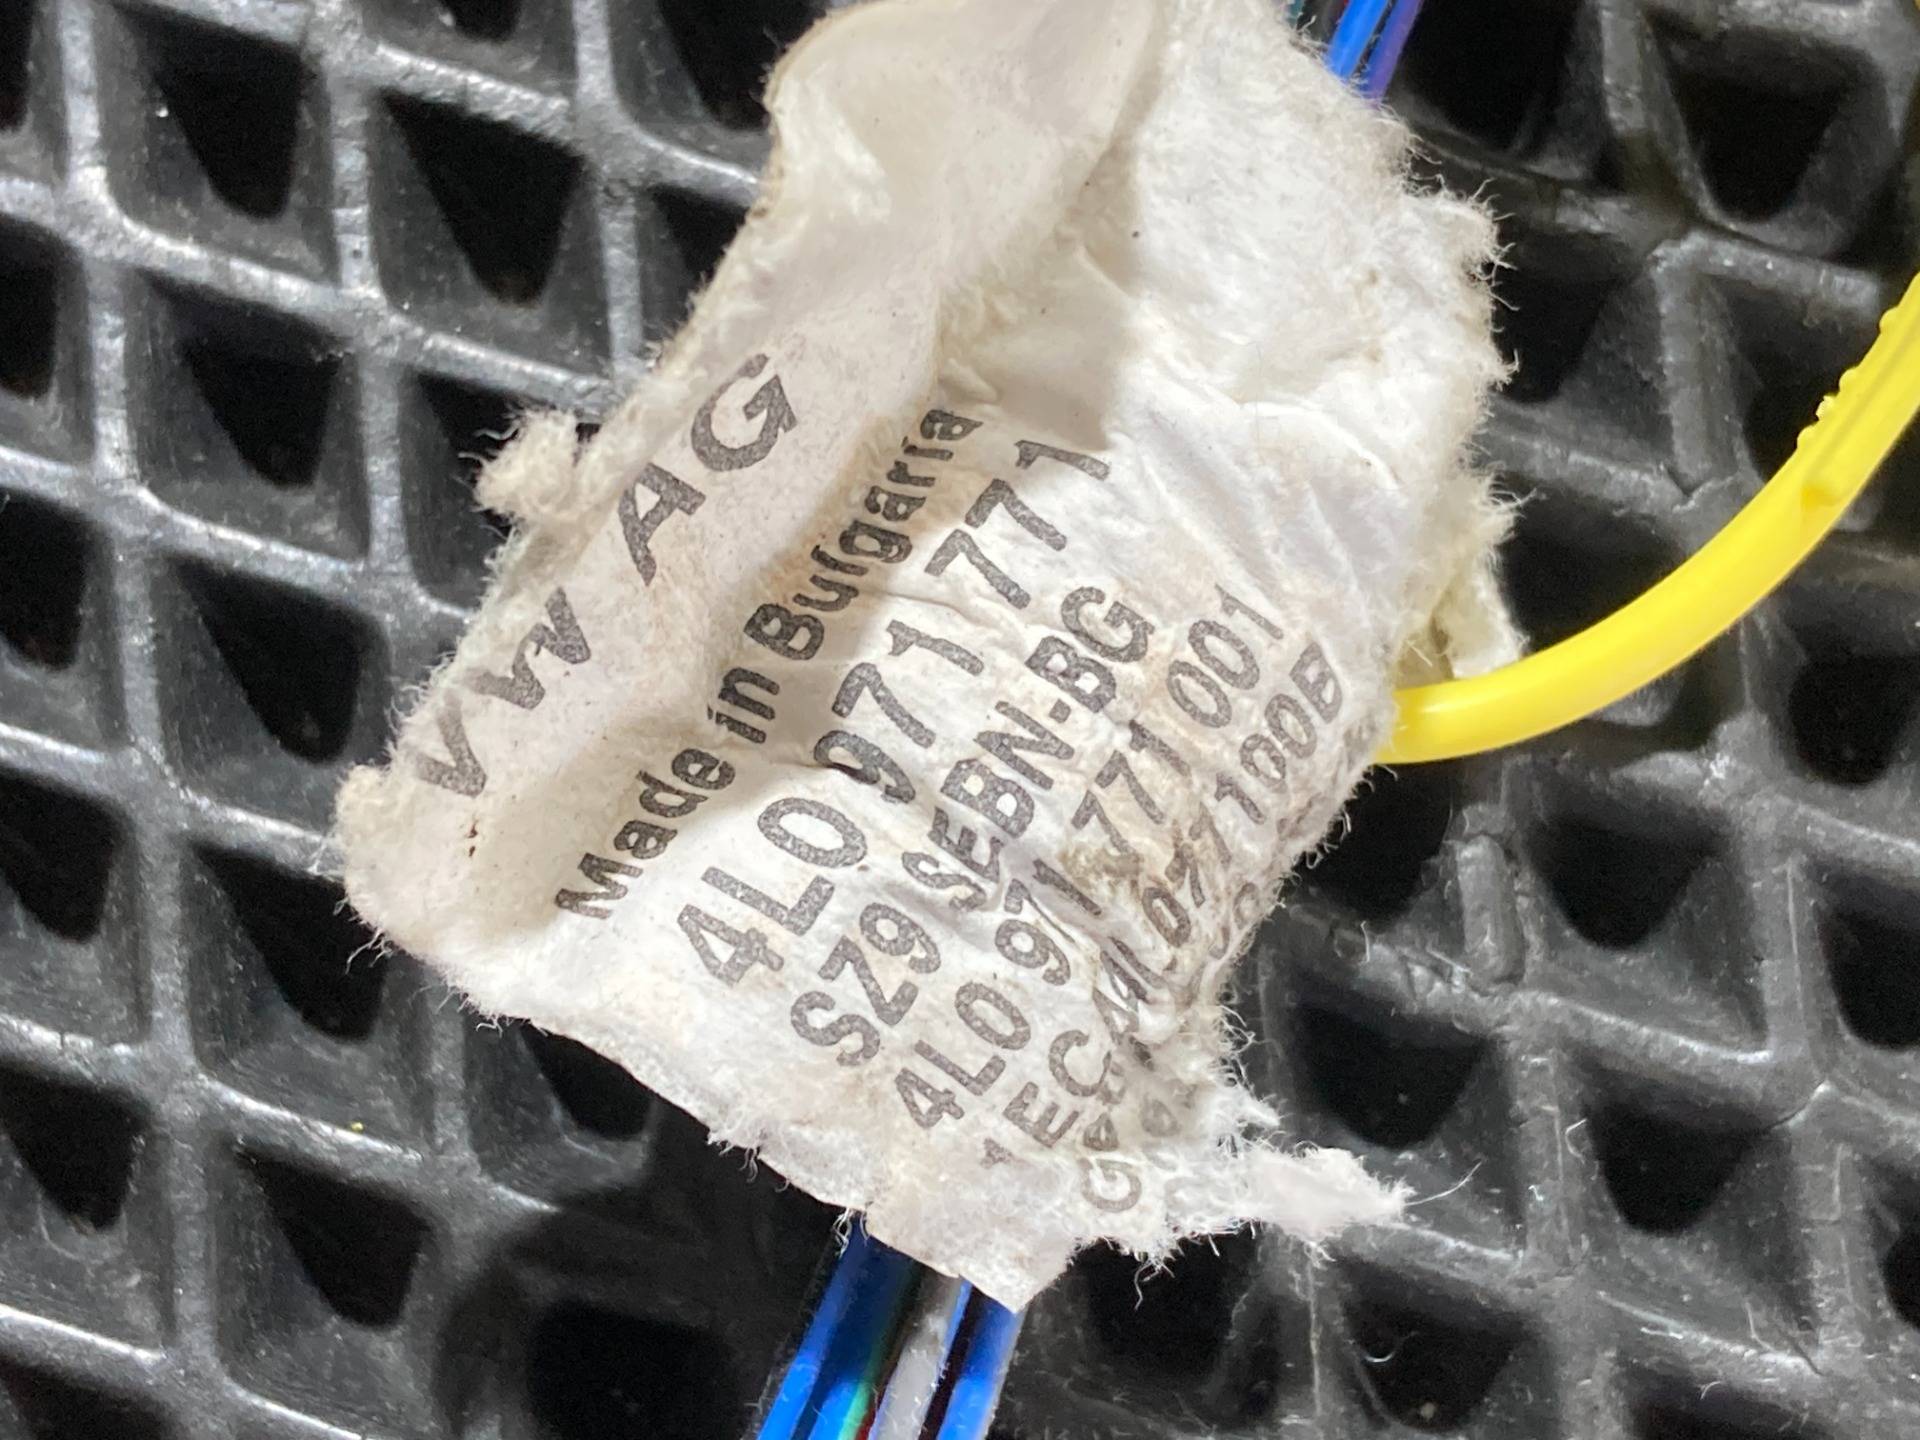 VW AG
Made in Bulgaria
4L0 971 771
SZ9 SEBN-BG
4L0 971 771 001